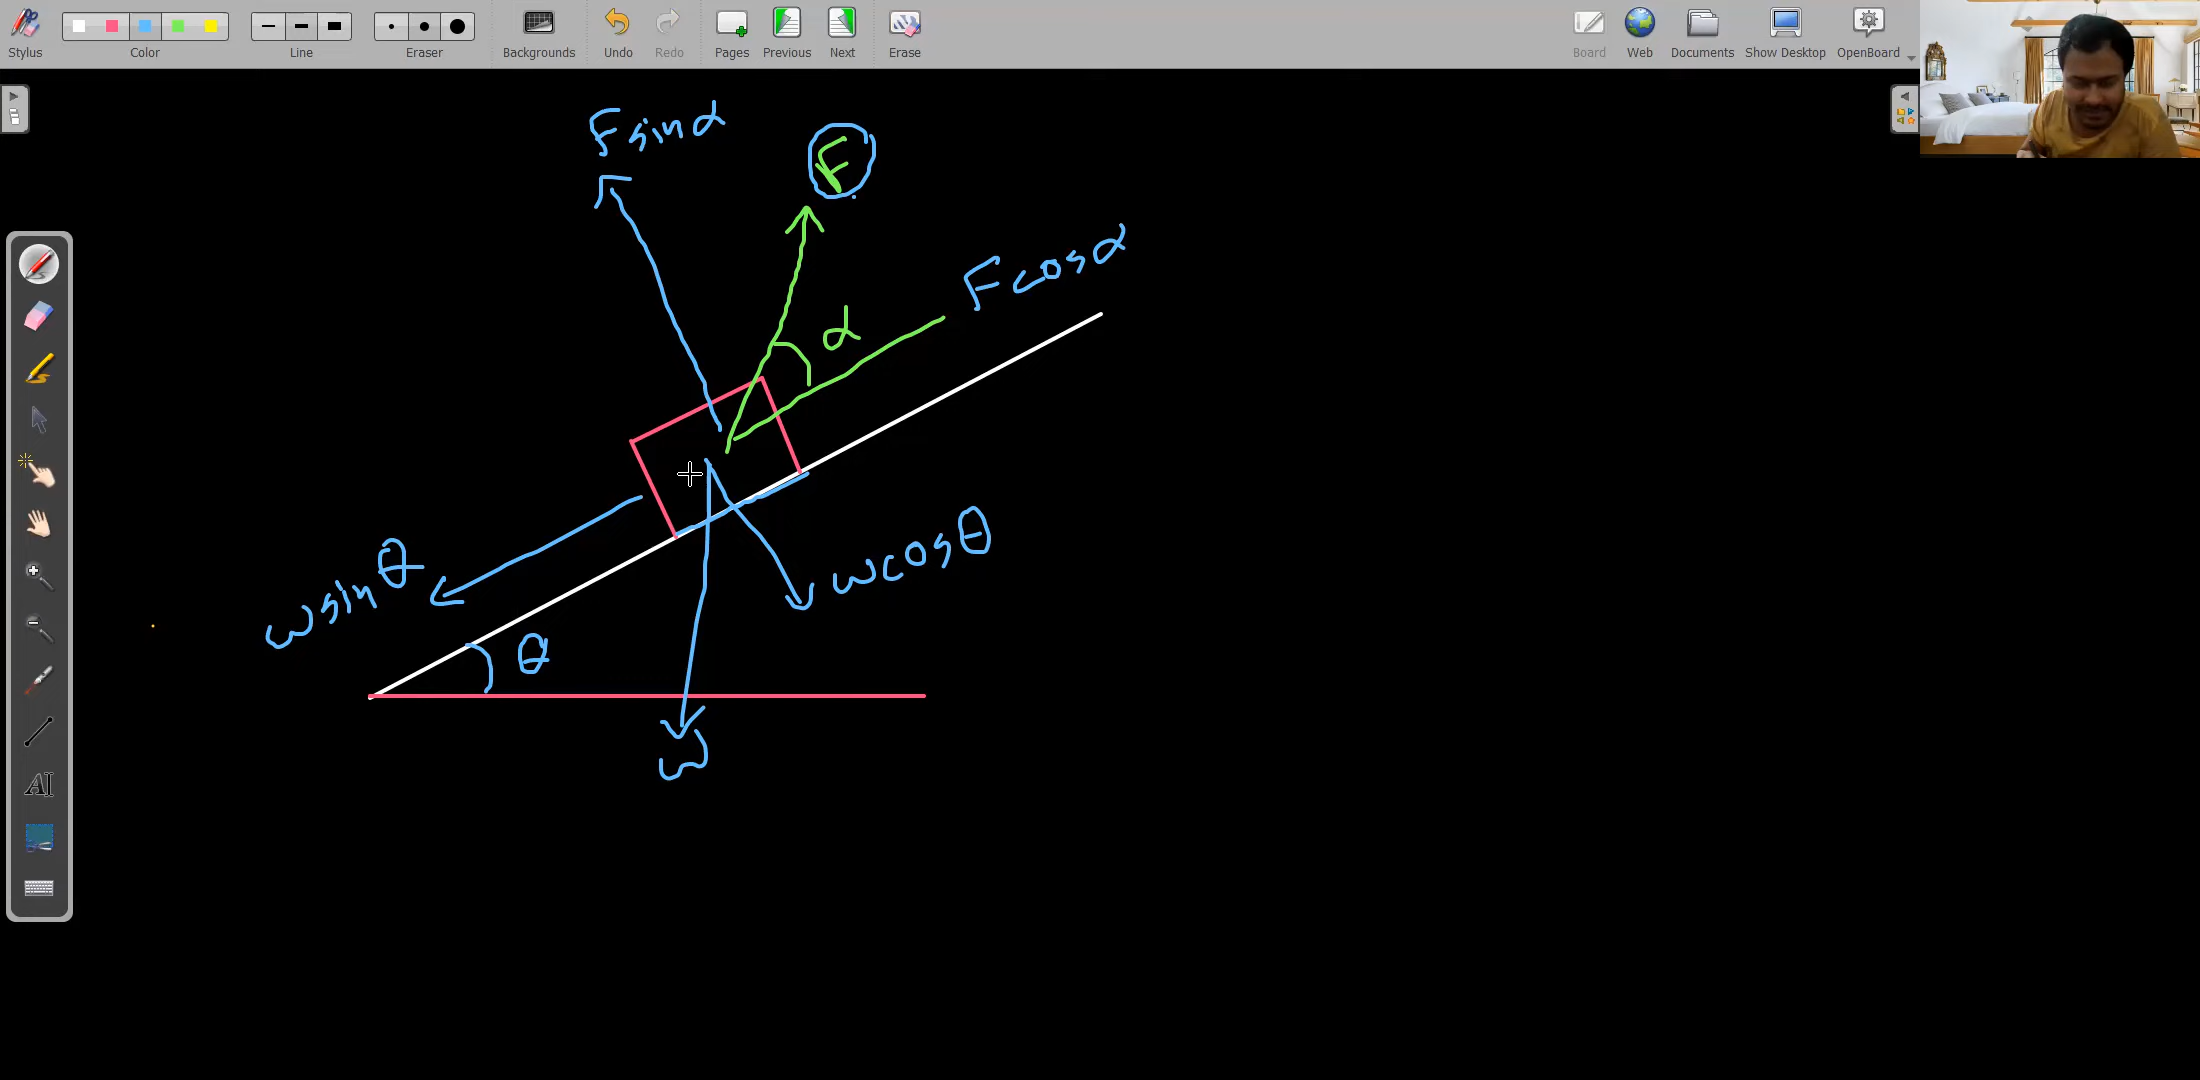 Stylus Color Line Eraser Backgrounds Undo Redo Pages Previous Next Erase Board Web Documents Show Desktop OpenBoard
F sin α
F
F cos α
α
w cos θ
w sin θ
θ
w
AI